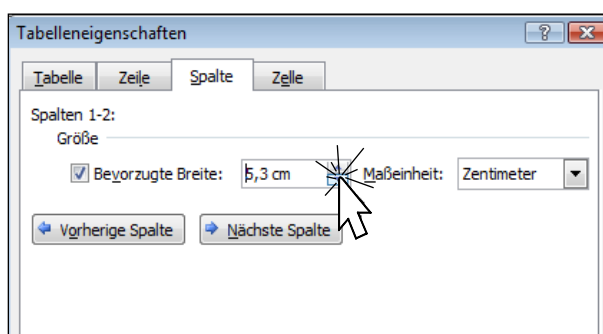 Tabelleneigenschaften
Tabelle Zeile Spalte Zelle
Spalten 1-2:
Größe
Bevorzugte Breite: 5,3 cm Maßeinheit: Zentimeter
Vorherige Spalte Nächste Spalte